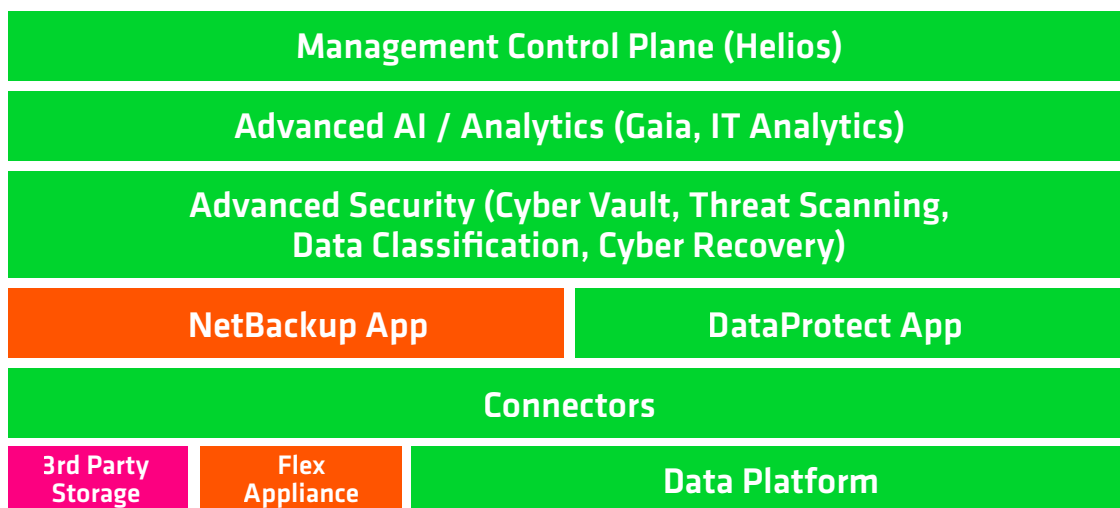 Management Control Plane (Helios)
Advanced AI / Analytics (Gaia, IT Analytics)
Advanced Security (Cyber Vault, Threat Scanning,
Data Classification, Cyber Recovery)
NetBackup App
DataProtect App
Connectors
3rd Party
Storage
Flex
Appliance
Data Platform